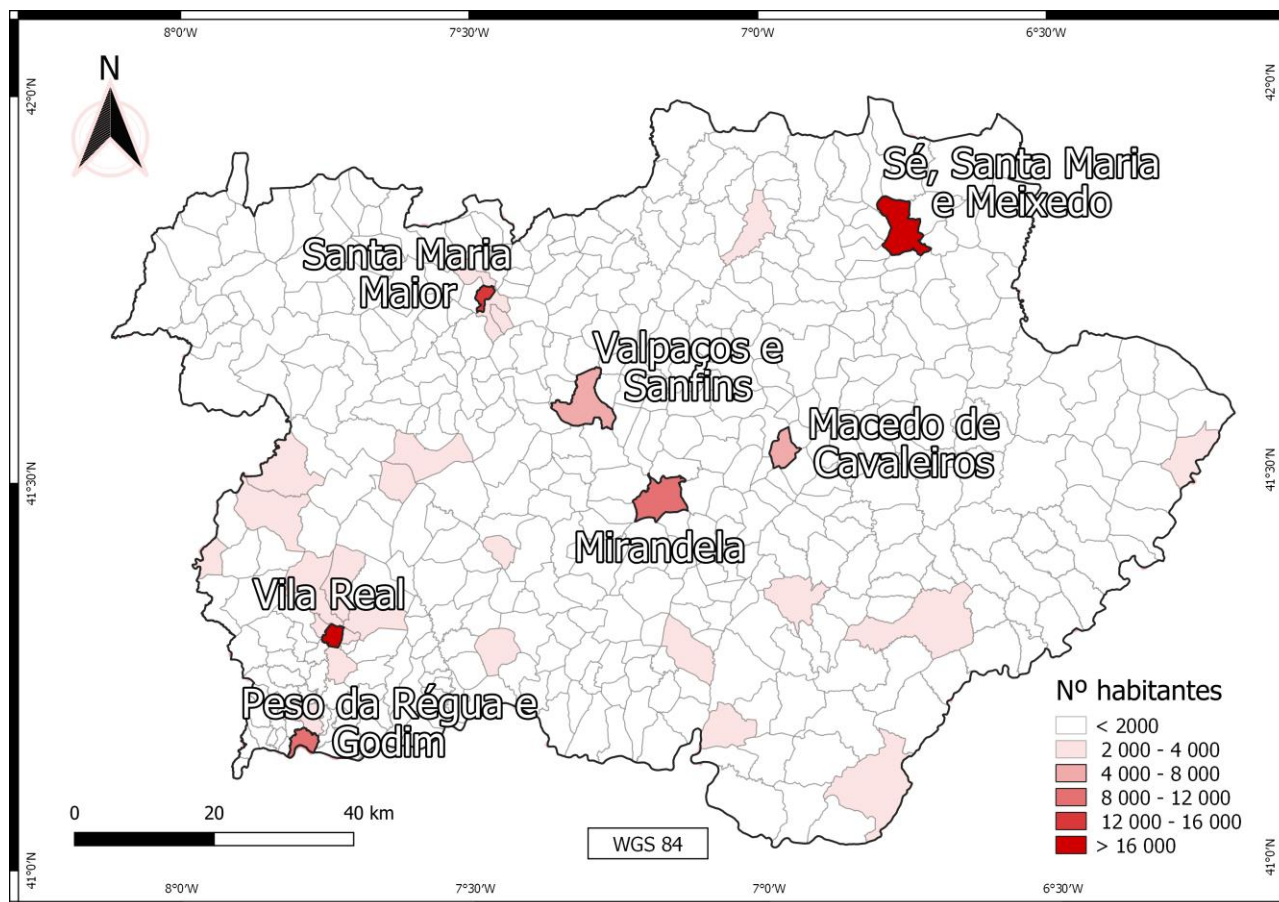 8°0'W 7°30'W 7°0'W 6°30'W
N
42°0'N 42°0'N
Sé, Santa Maria
e Meixedo
Santa Maria
Maior
Valpaços e
Sanfins
Macedo de
Cavaleiros
41°30'N 41°30'N
Mirandela
Vila Real
Peso da Régua e
Godim
Nº habitantes
< 2000
2 000 - 4 000
4 000 - 8 000
8 000 - 12 000
12 000 - 16 000
> 16 000
0 20 40 km
WGS 84
41°0'N 41°0'N
8°0'W 7°30'W 7°0'W 6°30'W